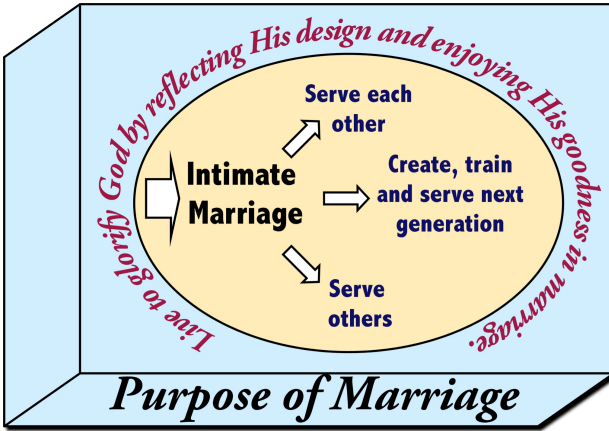 Live to glorify God by reflecting His design and enjoying His goodness in marriage.
Serve each
other
Intimate
Marriage
Create, train
and serve next
generation
Serve
others
Purpose of Marriage